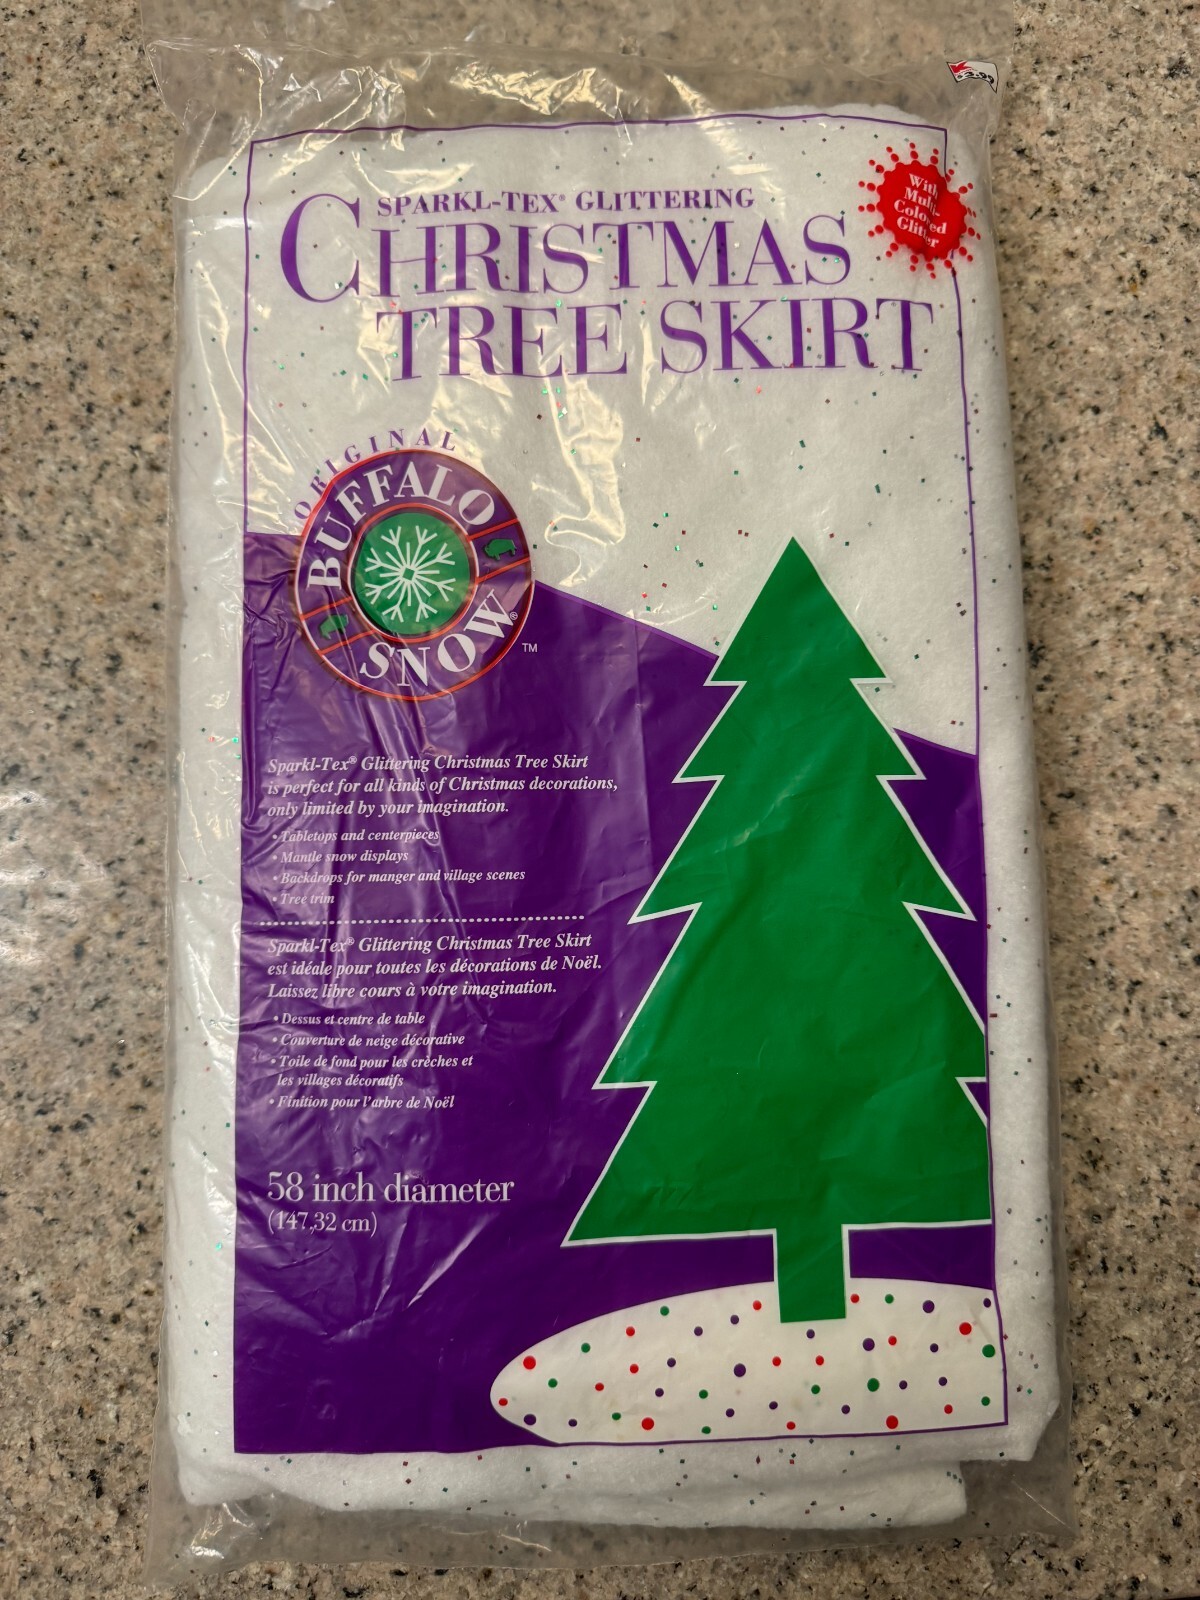 $3.99
With
Multi-
Colored
Glitter
SPARKL-TEX® GLITTERING
CHRISTMAS
TREE SKIRT
ORIGINAL
BUFFALO
SNOW®
TM
Sparkl-Tex® Glittering Christmas Tree Skirt
is perfect for all kinds of Christmas decorations,
only limited by your imagination.
• Tabletops and centerpieces
• Mantle snow displays
• Backdrops for manger and village scenes
• Tree trim
Sparkl-Tex® Glittering Christmas Tree Skirt
est idéale pour toutes les décorations de Noël.
Laissez libre cours à votre imagination.
• Dessus et centre de table
• Couverture de neige décorative
• Toile de fond pour les crèches et
les villages décoratifs
• Finition pour l'arbre de Noël
58 inch diameter
(147,32 cm)